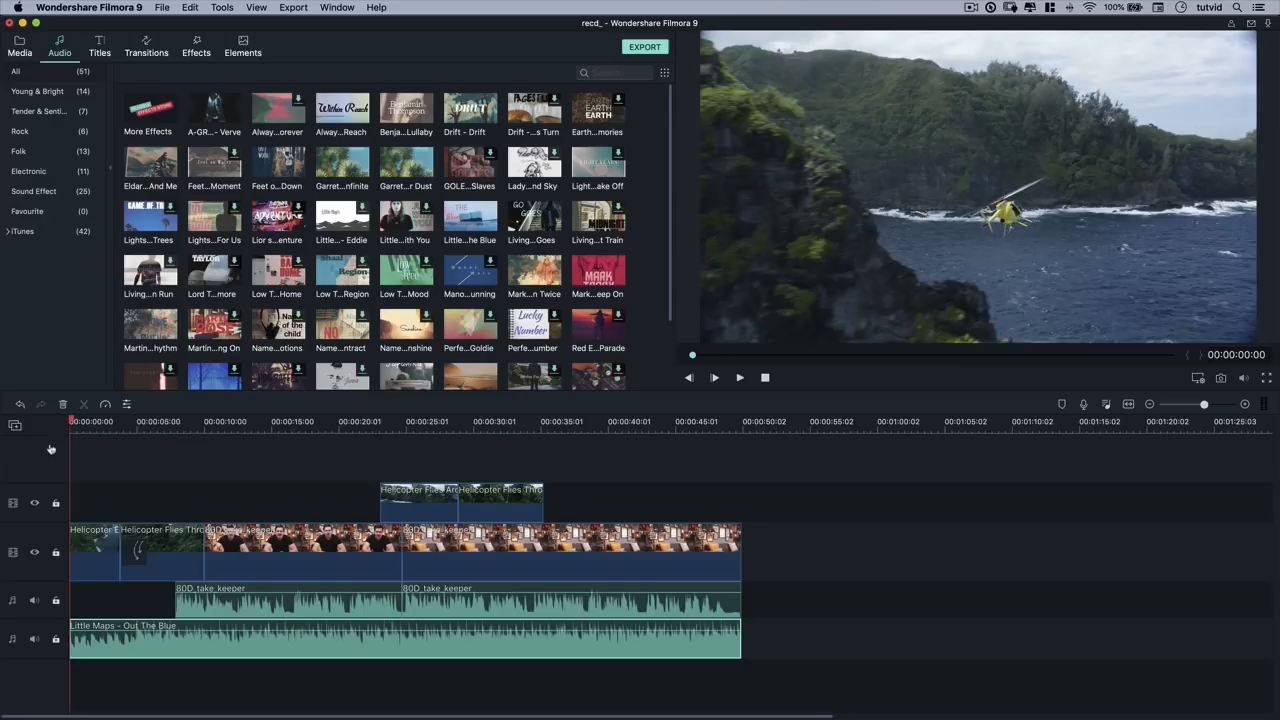 Wondershare Filmora 9 File Edit Tools View Export Window Help 100% tutvid
recd_ - Wondershare Filmora 9
Media Audio Titles Transitions Effects Elements EXPORT
Search
All (51)
Young & Bright (14)
Tender & Senti... (7)
Rock (6)
Folk (13)
Electronic (11)
Sound Effect (25)
Favourite (0)
iTunes (42)
More Effects A-GR... - Verve Alway...orever Alway...Reach Benja...Lullaby Drift - Drift Drift -...s Turn Earth...mories
Eldar...And Me Feet...Moment Feet o...Down Garret...nfinite Garret...r Dust GOLE...Slaves Lady...nd Sky Light...ake Off
Lights...Trees Lights...For Us Lior s...enture Little...- Eddie Little...ith You Little...he Blue Living...Goes Living...t Train
Living...n Run Lord T...more Low T...Home Low T...Region Low T...Mood Mano...unning Mark...n Twice Mark...eep On
Martin...hythm Martin...ng On Name...otions Name...ntract Name...nshine Perfe...Goldie Perfe...umber Red E...Parade
00:00:00:00
00:00:00:00 00:00:05:00 00:00:10:00 00:00:15:00 00:00:20:01 00:00:25:01 00:00:30:01 00:00:35:01 00:00:40:01 00:00:45:01 00:00:50:01 00:00:55:01 00:01:00:02 00:01:05:02 00:01:10:02 00:01:15:02 00:01:20:02 00:01:25:03
Helicopter Flies Arc Helicopter Flies Thro
Helicopter Helicopter Flies Thro
80D_take_keeper 80D_take_keeper
Little Maps - Out The Blue